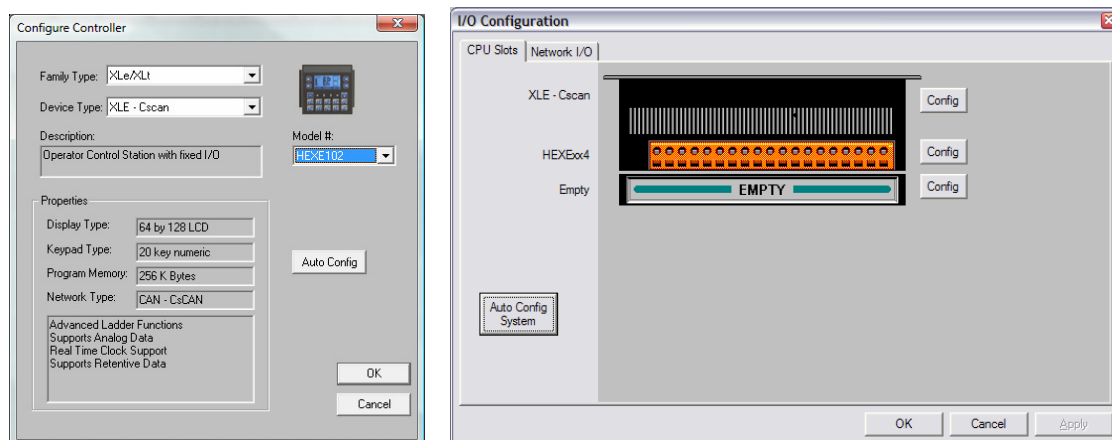 Configure Controller
Family Type: XLe/XLt
Device Type: XLE - Cscan
Description:
Operator Control Station with fixed I/O
Model #:
HEXE102
Properties
Display Type: 64 by 128 LCD
Keypad Type: 20 key numeric
Program Memory: 256 K Bytes
Network Type: CAN - CsCAN
Auto Config
Advanced Ladder Functions
Supports Analog Data
Real Time Clock Support
Supports Retentive Data
OK
Cancel
I/O Configuration
CPU Slots Network I/O
XLE - Cscan Config
HEXExx4 Config
Empty EMPTY Config
Auto Config
System
OK Cancel Apply